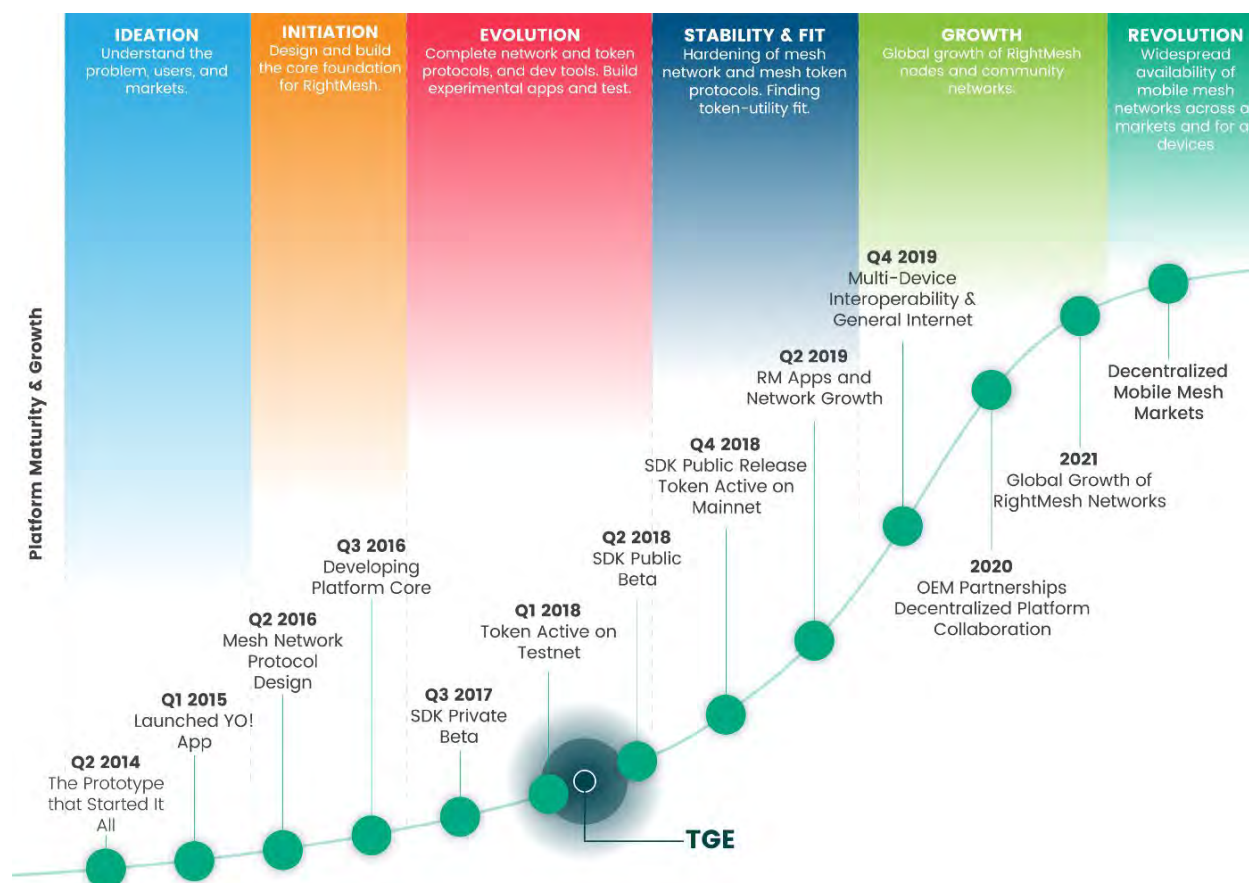 IDEATION
Understand the
problem, users, and
markets.
INITIATION
Design and build
the core foundation
for RightMesh.
EVOLUTION
Complete network and token
protocols, and dev tools. Build
experimental apps and test.
STABILITY & FIT
Hardening of mesh
network and mesh token
protocols. Finding
token-utility fit.
GROWTH
Global growth of RightMesh
nodes and community
networks.
REVOLUTION
Widespread
availability of
mobile mesh
networks across a
markets and for a
devices
Platform Maturity & Growth
Q2 2014
The Prototype
that Started It
All
Q1 2015
Launched YO!
App
Q2 2016
Mesh Network
Protocol
Design
Q3 2016
Developing
Platform Core
Q3 2017
SDK Private
Beta
Q1 2018
Token Active on
Testnet
TGE
Q2 2018
SDK Public
Beta
Q4 2018
SDK Public Release
Token Active on
Mainnet
Q2 2019
RM Apps and
Network Growth
Q4 2019
Multi-Device
Interoperability &
General Internet
2020
OEM Partnerships
Decentralized Platform
Collaboration
2021
Global Growth of
RightMesh Networks
Decentralized
Mobile Mesh
Markets